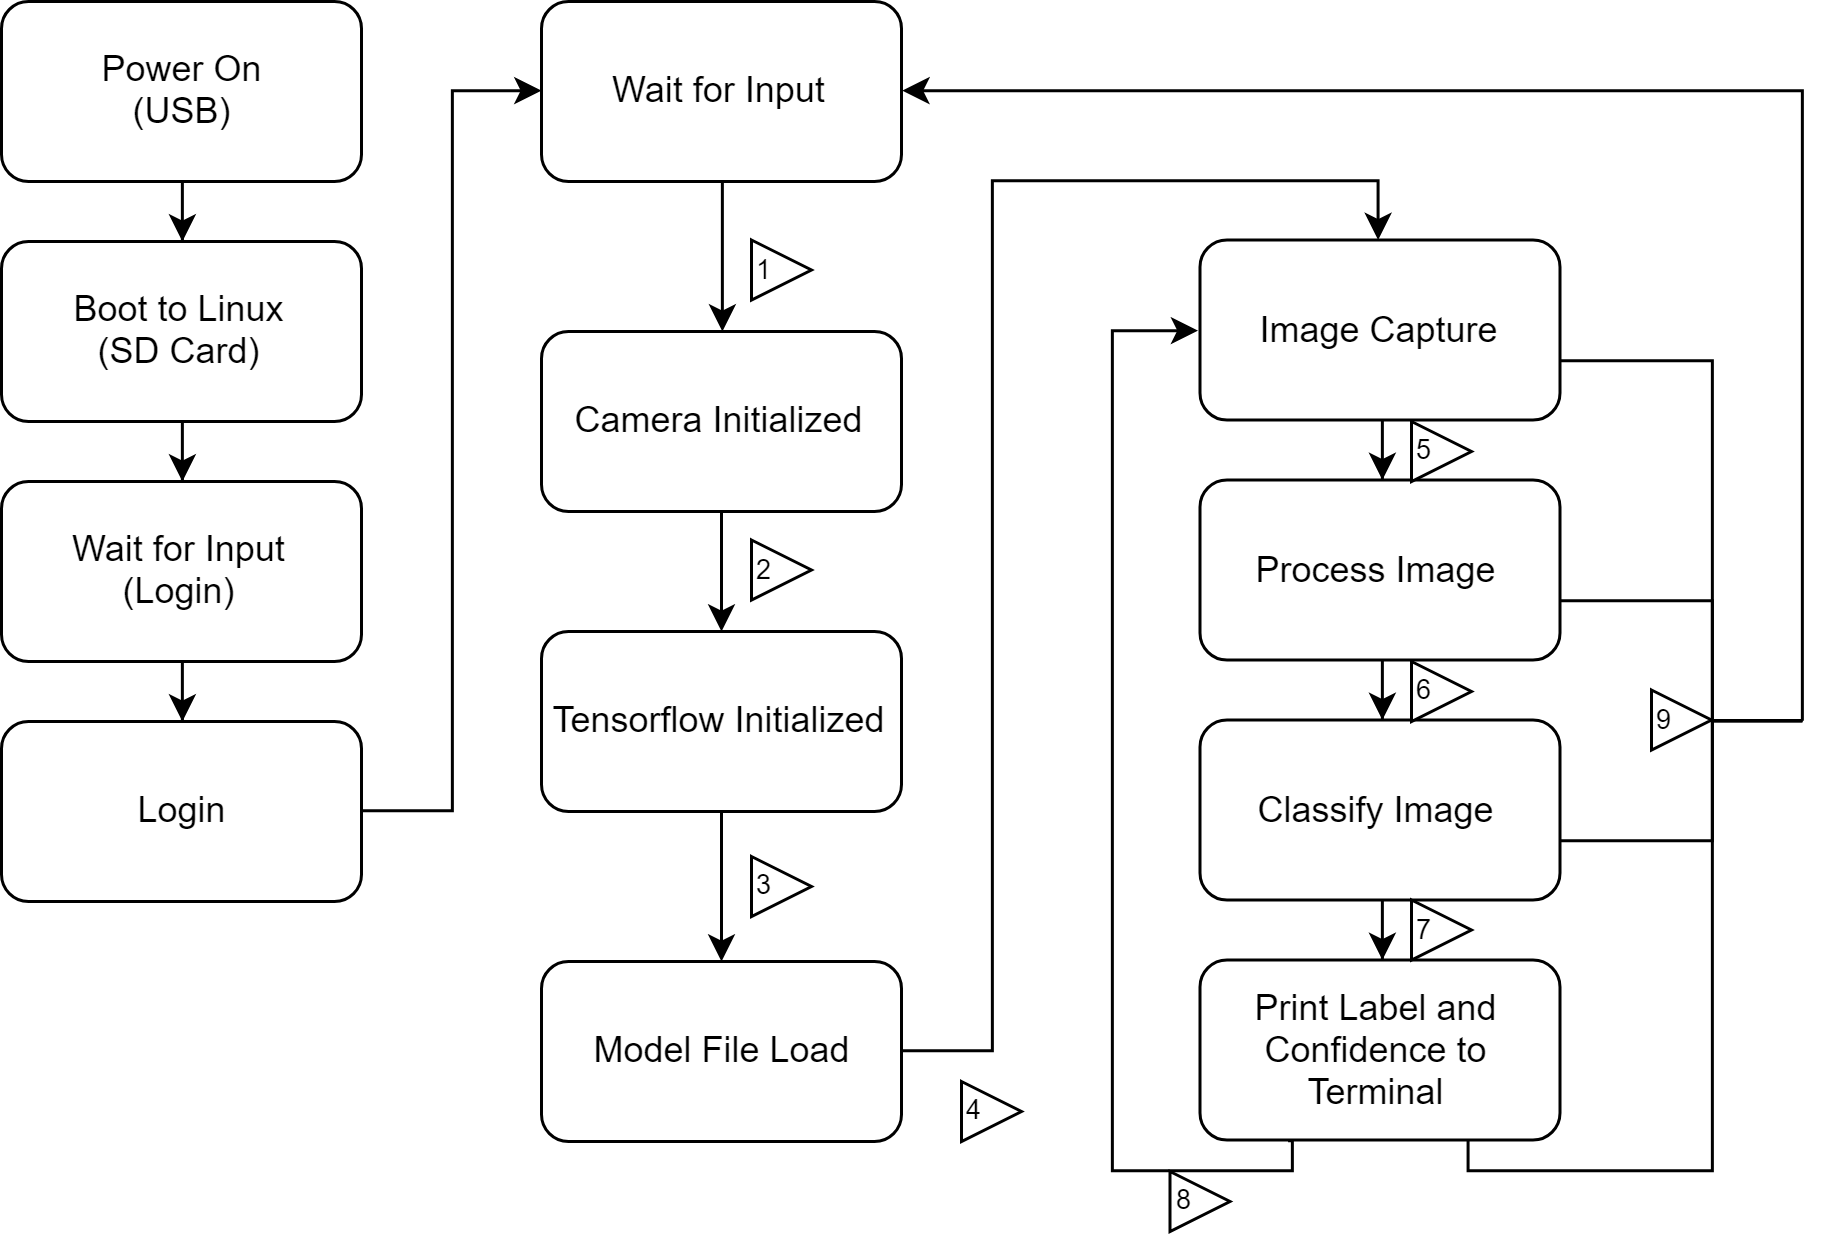 Power On
(USB)
Boot to Linux
(SD Card)
Wait for Input
(Login)
Login
Wait for Input
1
Camera Initialized
2
Tensorflow Initialized
3
Model File Load
4
Image Capture
5
Process Image
6
Classify Image
7
Print Label and
Confidence to
Terminal
8
9